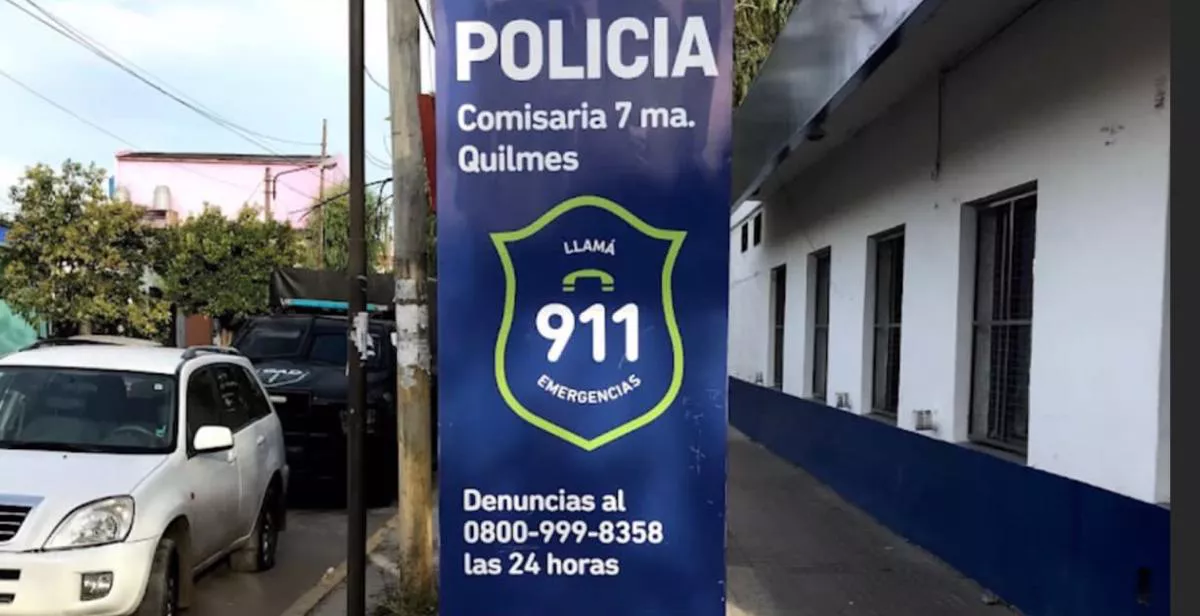 POLICIA
Comisaria 7 ma.
Quilmes
LLAMÁ
911
EMERGENCIAS
Denuncias al
0800-999-8358
las 24 horas